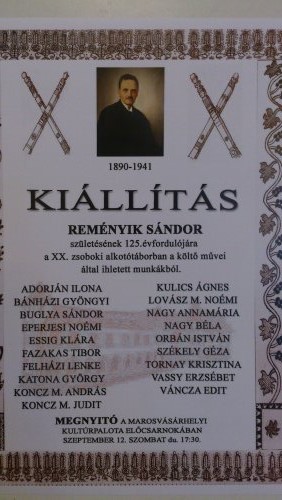 1890-1941
KIÁLLÍTÁS
REMÉNYIK SÁNDOR
születésének 125.évfordulójára
a XX. zsoboki alkotótáborban a költő művei
által ihletett munkákból.
ADORJÁN ILONA
BÁNHÁZI GYÖNGYI
BUGLYA SÁNDOR
EPERJESI NOÉMI
ESSIG KLÁRA
FAZAKAS TIBOR
FELHÁZI LENKE
KATONA GYÖRGY
KONCZ M. ANDRÁS
KONCZ M. JUDIT
KULICS ÁGNES
LOVÁSZ M. NOÉMI
NAGY ANNAMÁRIA
NAGY BÉLA
ORBÁN ISTVÁN
SZÉKELY GÉZA
TORNAY KRISZTINA
VASSY ERZSÉBET
VÁNCZA EDIT
MEGNYITÓ A MAROSVÁSÁRHELYI
KULTÚRPALOTA ELŐCSARNOKÁBAN
SZEPTEMBER 12. SZOMBAT du. 17:30.